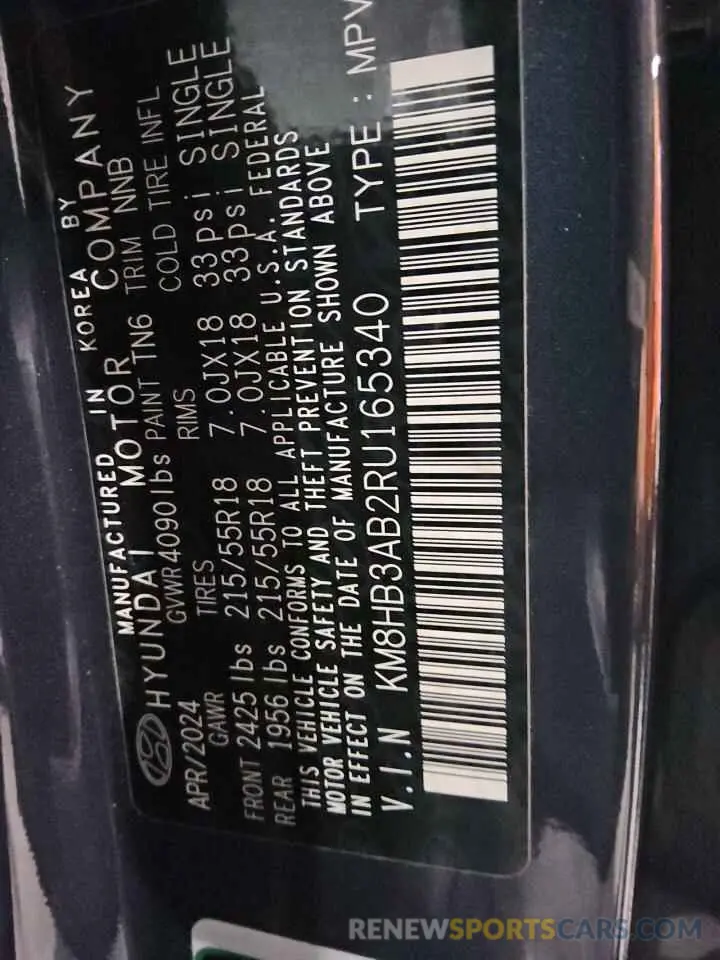 MANUFACTURED IN KOREA BY
HYUNDAI MOTOR COMPANY
APR/2024 GVWR4090lbs PAINT TN6 TRIM NNB
GAWR TIRES RIMS COLD TIRE INFL
FRONT 2425 lbs 215/55R18 7.0JX18 33psi SINGLE
REAR 1956 lbs 215/55R18 7.0JX18 33psi SINGLE
THIS VEHICLE CONFORMS TO ALL APPLICABLE U.S.A. FEDERAL
MOTOR VEHICLE SAFETY AND THEFT PREVENTION STANDARDS
IN EFFECT ON THE DATE OF MANUFACTURE SHOWN ABOVE
V.I.N KM8HB3AB2RU165340 TYPE : MPV
RENEWSPORTSCARS.COM